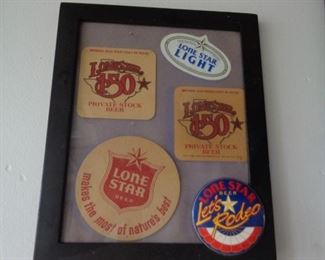 LONE STAR
LIGHT
LONE STAR
150
PRIVATE STOCK
BEER
LONE STAR
150
PRIVATE STOCK
BEER
LONE
STAR
BEER
makes the most of nature's best
LONE STAR
BEER
Let's
Rodeo